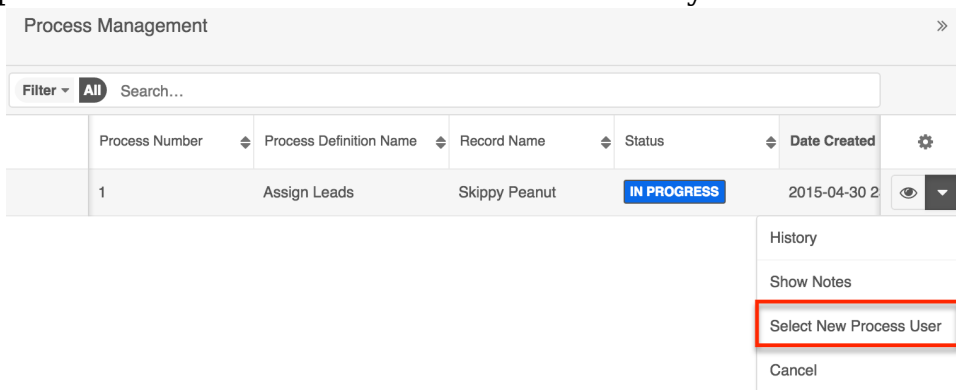 Process Management
Filter All Search...
Process Number Process Definition Name Record Name Status Date Created
1 Assign Leads Skippy Peanut IN PROGRESS 2015-04-30 2
History
Show Notes
Select New Process User
Cancel